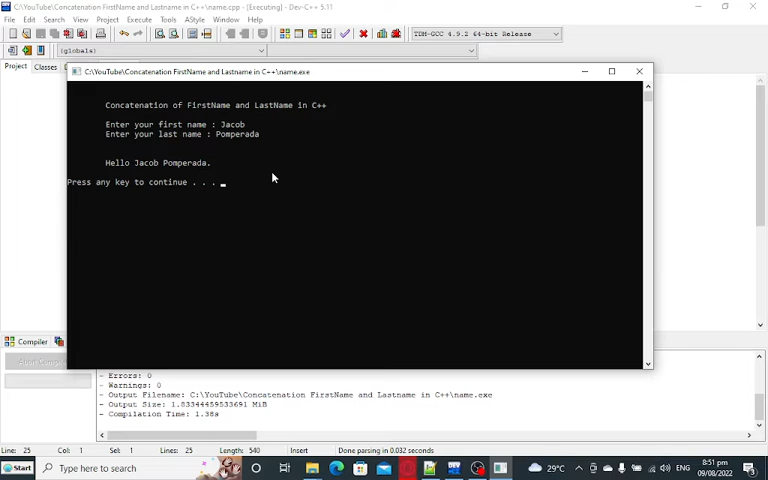 C:\YouTube\Concatenation FirstName and Lastname in C++\name.cpp - [Executing] - Dev-C++ 5.11
File Edit Search View Project Execute Tools AStyle Window Help
TDM-GCC 4.9.2 64-bit Release
(globals)
Project Classes
C:\YouTube\Concatenation FirstName and Lastname in C++\name.exe
Concatenation of FirstName and LastName in C++
Enter your first name : Jacob
Enter your last name : Pomperada
Hello Jacob Pomperada.
Press any key to continue . . .
Compiler
- Errors: 0
- Warnings: 0
- Output Filename: C:\YouTube\Concatenation FirstName and Lastname in C++\name.exe
- Output Size: 1.83344459533691 MiB
- Compilation Time: 1.38s
Line: 25 Col: 1 Sel: 1 Lines: 25 Length: 540 Insert Done parsing in 0.032 seconds
Start Type here to search 29°C ENG 8:51 pm
09/08/2022 3